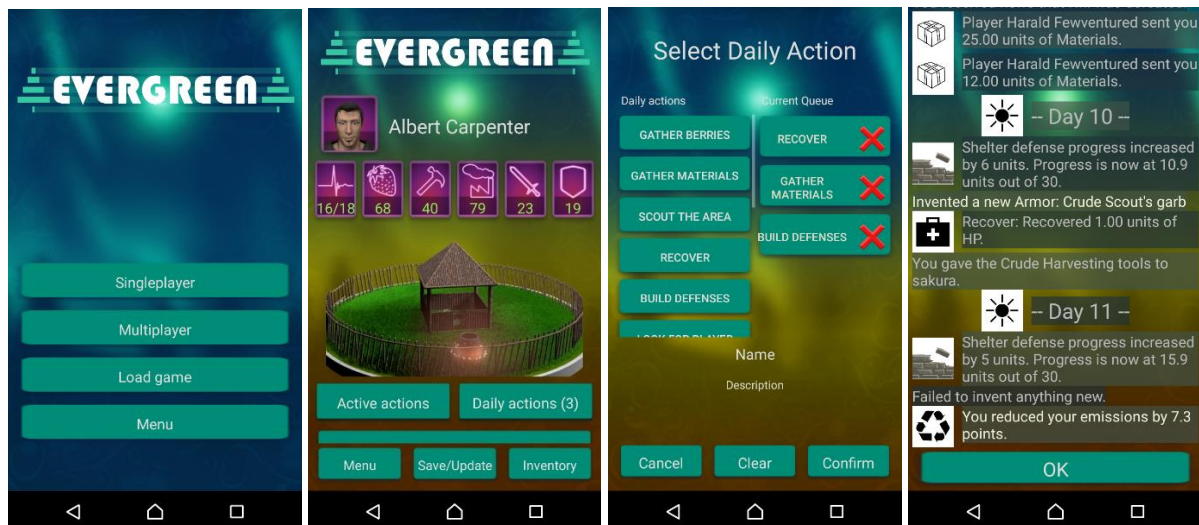 EVERGREEN
Singleplayer
Multiplayer
Load game
Menu
EVERGREEN
Albert Carpenter
16/18 68 40 79 23 19
Active actions
Daily actions (3)
Menu
Save/Update
Inventory
Select Daily Action
Daily actions
GATHER BERRIES
GATHER MATERIALS
SCOUT THE AREA
RECOVER
BUILD DEFENSES
LOOK FOR PLAYER
Current Queue
RECOVER
GATHER
MATERIALS
BUILD DEFENSES
Name
Description
Cancel
Clear
Confirm
Player Harald Fewventured sent you
25.00 units of Materials.
Player Harald Fewventured sent you
12.00 units of Materials.
-- Day 10 --
Shelter defense progress increased
by 6 units. Progress is now at 10.9
units out of 30.
Invented a new Armor: Crude Scout's garb
Recover: Recovered 1.00 units of
HP.
You gave the Crude Harvesting tools to
sakura.
-- Day 11 --
Shelter defense progress increased
by 5 units. Progress is now at 15.9
units out of 30.
Failed to invent anything new.
You reduced your emissions by 7.3
points.
OK